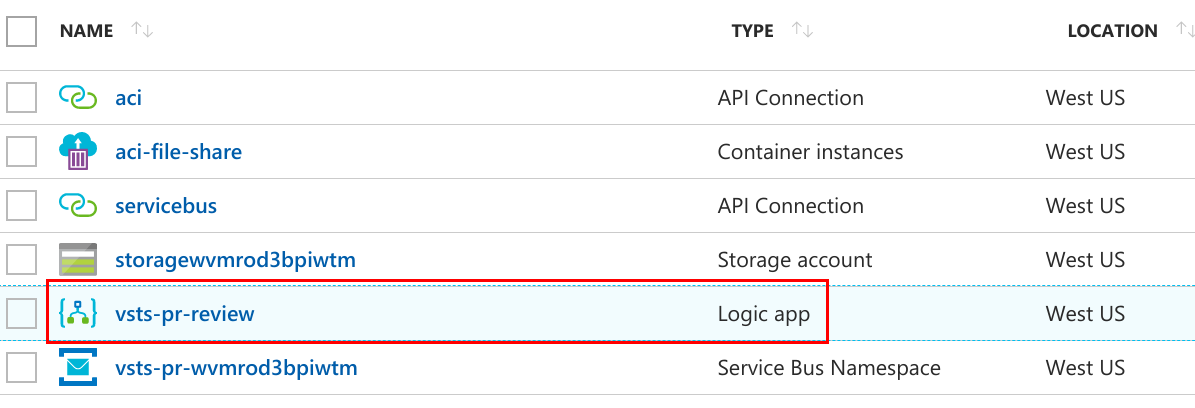 NAME TYPE LOCATION
aci API Connection West US
aci-file-share Container instances West US
servicebus API Connection West US
storagewvmrod3bpiwtm Storage account West US
vsts-pr-review Logic app West US
vsts-pr-wvmrod3bpiwtm Service Bus Namespace West US